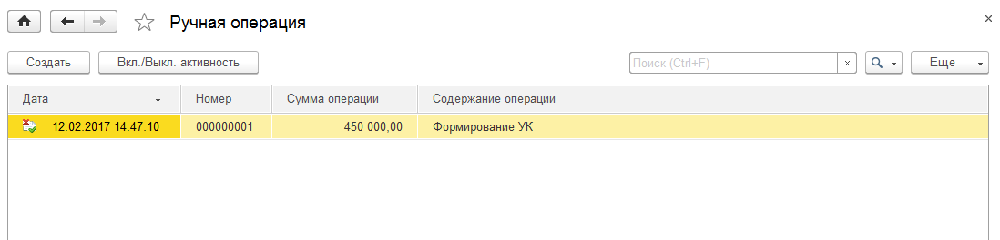 Ручная операция
Создать Вкл./Выкл. активность Поиск (Ctrl+F) Еще
Дата Номер Сумма операции Содержание операции
12.02.2017 14:47:10 000000001 450 000,00 Формирование УК